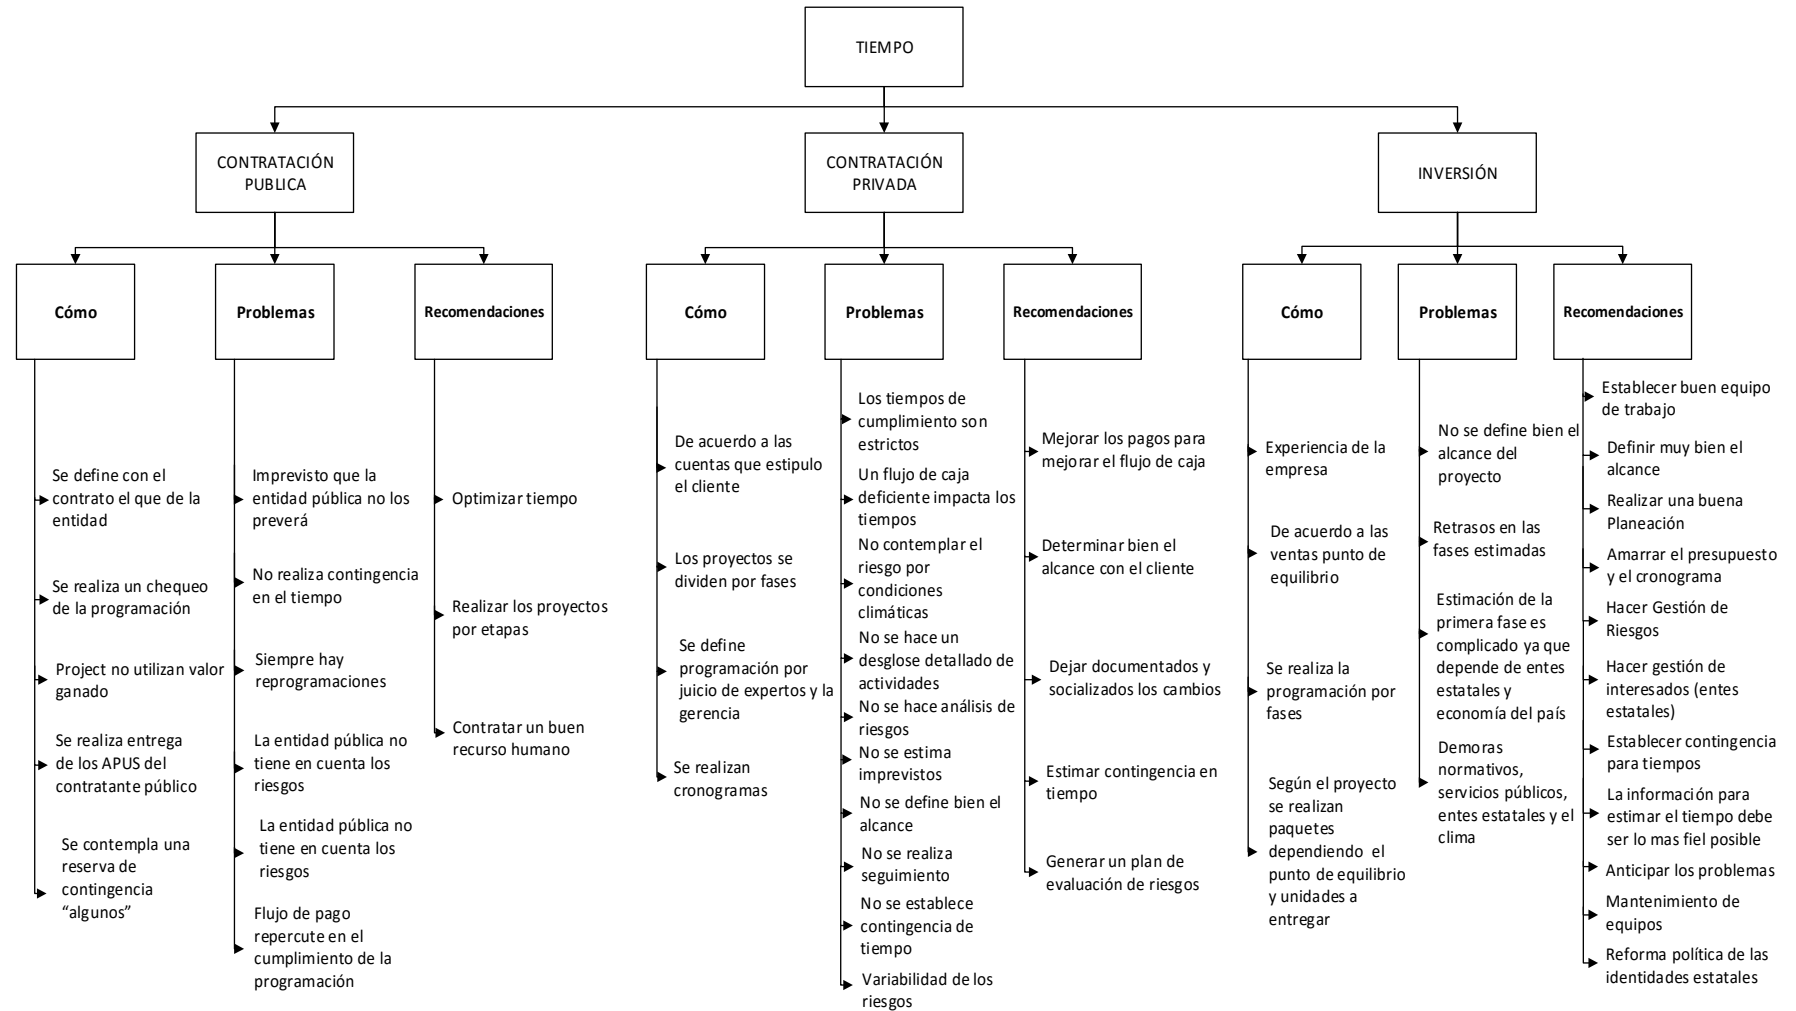 TIEMPO
CONTRATACIÓN
PUBLICA
CONTRATACIÓN
PRIVADA
INVERSIÓN
Cómo
Problemas
Recomendaciones
Cómo
Problemas
Recomendaciones
Cómo
Problemas
Recomendaciones
Se define con el
contrato el que de la
entidad
Se realiza un chequeo
de la programación
Project no utilizan valor
ganado
Se realiza entrega
de los APUS del
contratante público
Se contempla una
reserva de
contingencia
“algunos”
Imprevisto que la
entidad pública no los
preverá
No realiza contingencia
en el tiempo
Siempre hay
reprogramaciones
La entidad pública no
tiene en cuenta los
riesgos
La entidad pública no
tiene en cuenta los
riesgos
Flujo de pago
repercute en el
cumplimiento de la
programación
Optimizar tiempo
Realizar los proyectos
por etapas
Contratar un buen
recurso humano
De acuerdo a las
cuentas que estipulo
el cliente
Los proyectos se
dividen por fases
Se define
programación por
juicio de expertos y la
gerencia
Se realizan
cronogramas
Los tiempos de
cumplimiento son
estrictos
Un flujo de caja
deficiente impacta los
tiempos
No contemplar el
riesgo por
condiciones
climáticas
No se hace un
desglose detallado de
actividades
No se hace análisis de
riesgos
No se estima
imprevistos
No se define bien el
alcance
No se realiza
seguimiento
No se establece
contingencia de
tiempo
Variabilidad de los
riesgos
Mejorar los pagos para
mejorar el flujo de caja
Determinar bien el
alcance con el cliente
Dejar documentados y
socializados los cambios
Estimar contingencia en
tiempo
Generar un plan de
evaluación de riesgos
Experiencia de la
empresa
De acuerdo a las
ventas punto de
equilibrio
Se realiza la
programación por
fases
Según el proyecto
se realizan
paquetes
dependiendo el
punto de equilibrio
y unidades a
entregar
No se define bien el
alcance del
proyecto
Retrasos en las
fases estimadas
Estimación de la
primera fase es
complicado ya que
depende de entes
estatales y
economía del país
Demoras
normativos,
servicios públicos,
entes estatales y el
clima
Establecer buen equipo
de trabajo
Definir muy bien el
alcance
Realizar una buena
Planeación
Amarrar el presupuesto
y el cronograma
Hacer Gestión de
Riesgos
Hacer gestión de
interesados (entes
estatales)
Establecer contingencia
para tiempos
La información para
estimar el tiempo debe
ser lo mas fiel posible
Anticipar los problemas
Mantenimiento de
equipos
Reforma política de las
identidades estatales